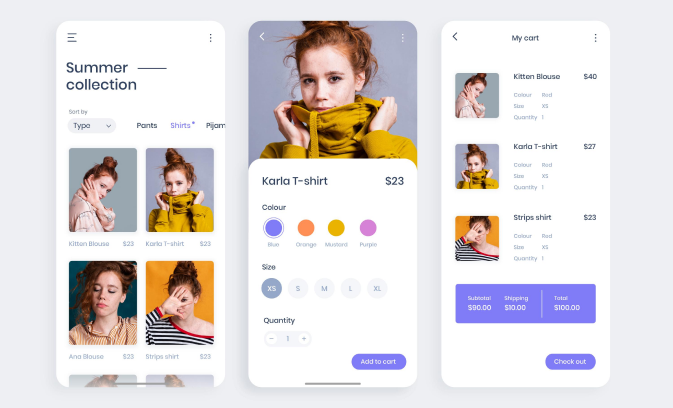 Summer
collection
Sort by
Type
Pants
Shirts
Pijam
Kitten Blouse $23
Karla T-shirt $23
Ana Blouse $23
Strips shirt $23
Karla T-shirt $23
Colour
Blue
Orange
Mustard
Purple
Size
XS
S
M
L
XL
Quantity
− 1 +
Add to cart
My cart
Kitten Blouse $40
Colour Red
Size XS
Quantity 1
Karla T-shirt $27
Colour Red
Size XS
Quantity 1
Strips shirt $23
Colour Red
Size XS
Quantity 1
Subtotal Shipping Total
$90.00 $10.00 $100.00
Check out